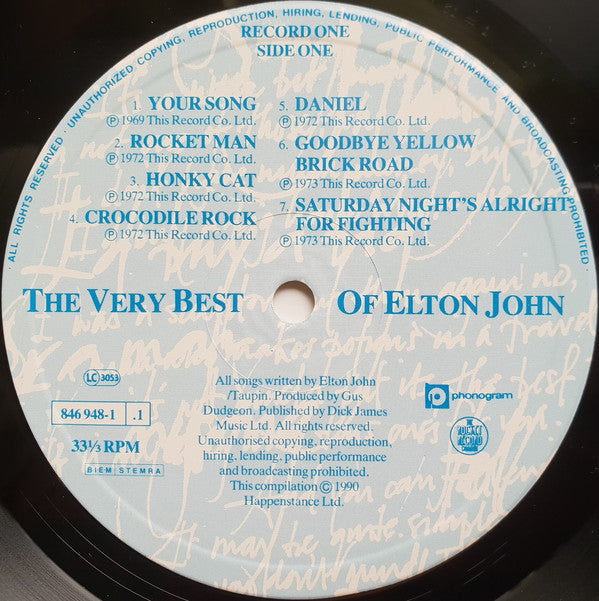 · ALL RIGHTS RESERVED · UNAUTHORIZED COPYING, REPRODUCTION, HIRING, LENDING, PUBLIC PERFORMANCE AND BROADCASTING PROHIBITED ·
RECORD ONE
SIDE ONE
1. YOUR SONG
Ⓟ 1969 This Record Co. Ltd.
2. ROCKET MAN
Ⓟ 1972 This Record Co. Ltd.
3. HONKY CAT
Ⓟ 1972 This Record Co. Ltd.
4. CROCODILE ROCK
Ⓟ 1972 This Record Co. Ltd.
5. DANIEL
Ⓟ 1972 This Record Co. Ltd.
6. GOODBYE YELLOW
BRICK ROAD
Ⓟ 1973 This Record Co. Ltd.
7. SATURDAY NIGHT'S ALRIGHT
FOR FIGHTING
Ⓟ 1973 This Record Co. Ltd.
THE VERY BEST OF ELTON JOHN
LC 3053
846 948-1 .1
33⅓ RPM
BIEM STEMRA
All songs written by Elton John
/Taupin. Produced by Gus
Dudgeon. Published by Dick James
Music Ltd. All rights reserved.
Unauthorised copying, reproduction,
hiring, lending, public performance
and broadcasting prohibited.
This compilation Ⓒ 1990
Happenstance Ltd.
phonogram
THE
ROCKET
RECORD
COMPANY